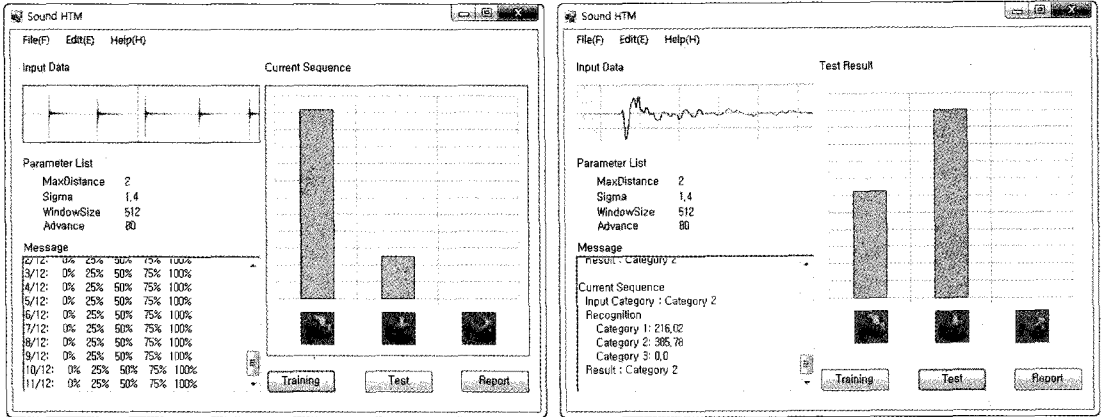 Sound HTM
File(F) Edit(E) Help(H)
Input Data
Current Sequence
Parameter List
MaxDistance 2
Sigma 1,4
WindowSize 512
Advance 80
Message
2/12: 0% 25% 50% 75% 100%
3/12: 0% 25% 50% 75% 100%
4/12: 0% 25% 50% 75% 100%
5/12: 0% 25% 50% 75% 100%
6/12: 0% 25% 50% 75% 100%
7/12: 0% 25% 50% 75% 100%
8/12: 0% 25% 50% 75% 100%
9/12: 0% 25% 50% 75% 100%
10/12: 0% 25% 50% 75% 100%
11/12: 0% 25% 50% 75% 100%
Training Test Report
Sound HTM
File(F) Edit(E) Help(H)
Input Data
Test Result
Parameter List
MaxDistance 2
Sigma 1,4
WindowSize 512
Advance 80
Message
Result : Category 2
Current Sequence
Input Category : Category 2
Recognition
Category 1: 216,02
Category 2: 385,78
Category 3: 0,0
Result : Category 2
Training Test Report